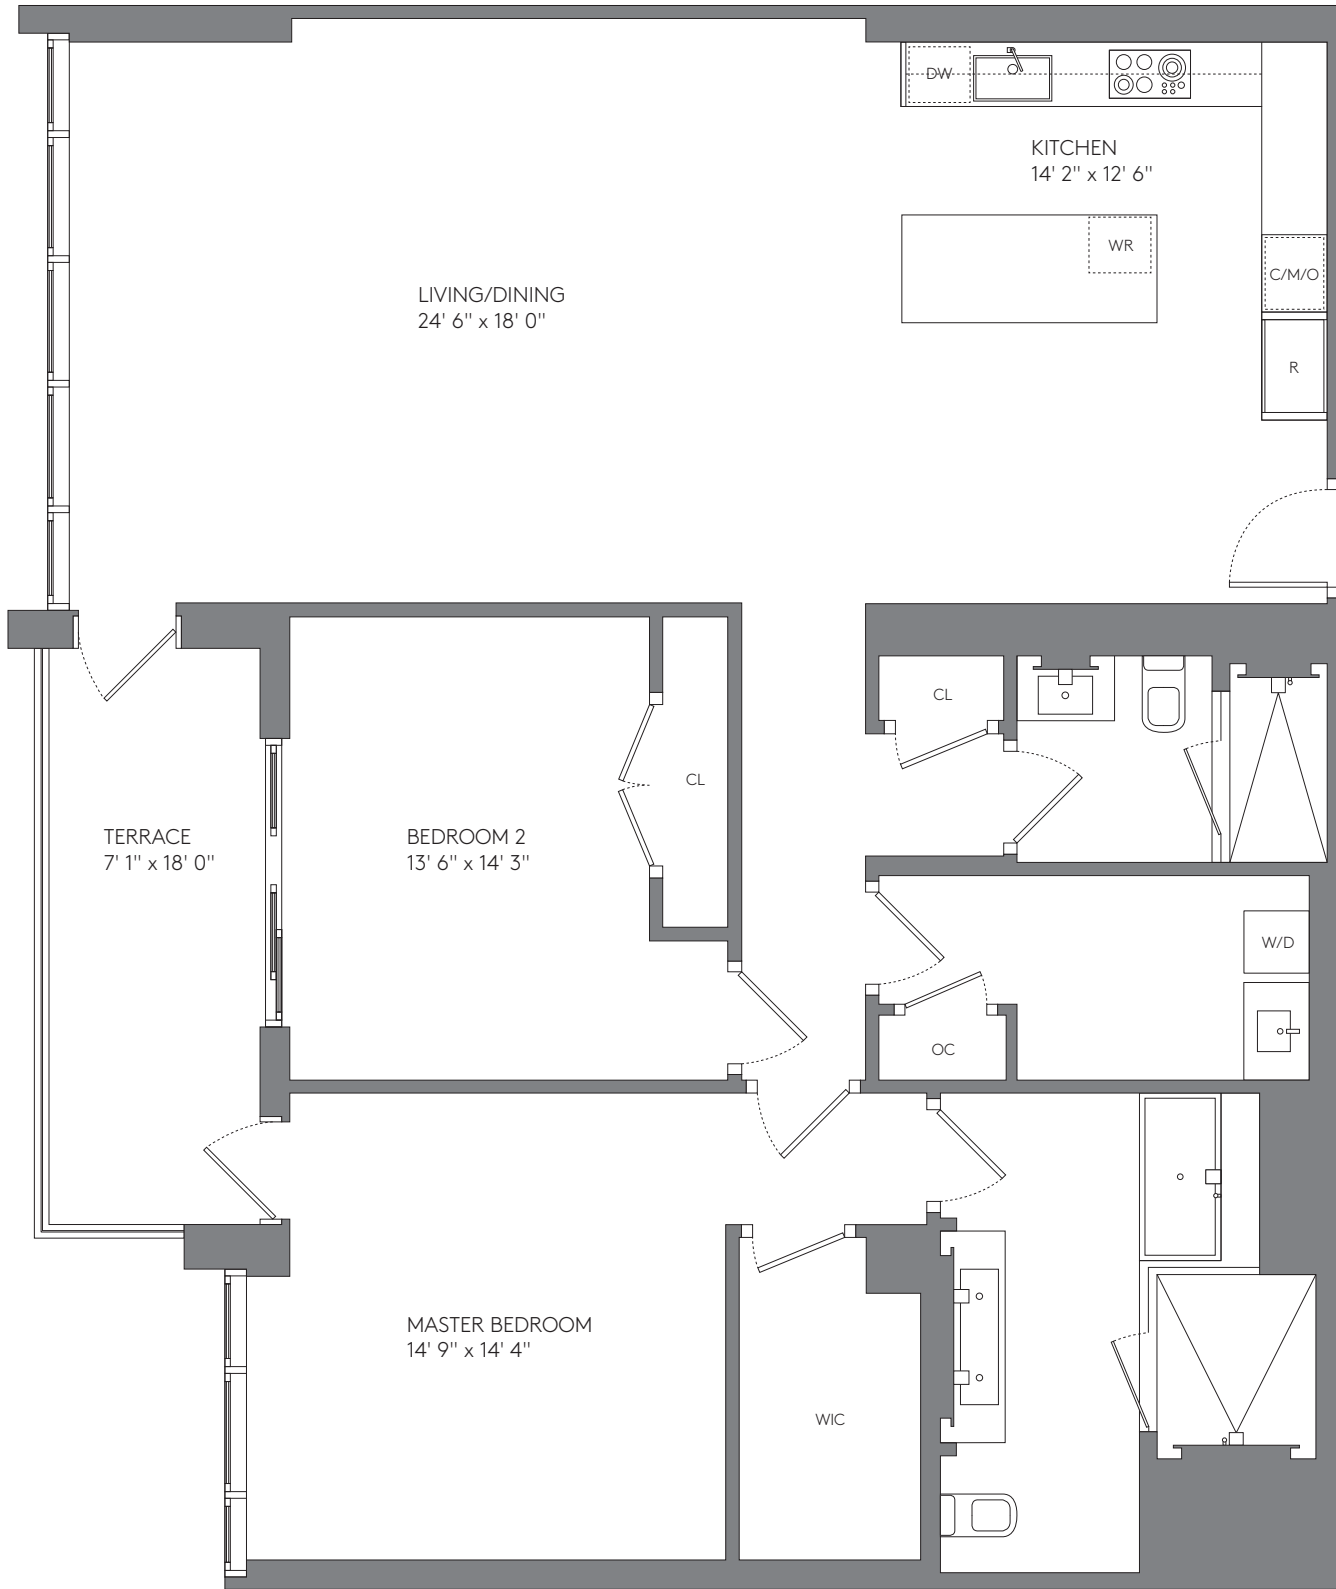 DW
KITCHEN
14' 2" x 12' 6"
WR
C/M/O
LIVING/DINING
24' 6" x 18' 0"
R
CL
CL
TERRACE
7' 1" x 18' 0"
BEDROOM 2
13' 6" x 14' 3"
W/D
OC
MASTER BEDROOM
14' 9" x 14' 4"
WIC